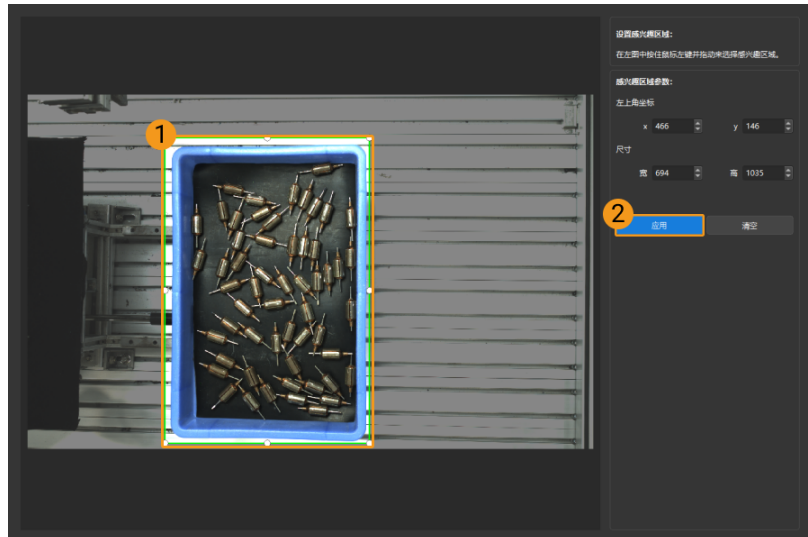 设置感兴趣区域:
在左图中按住鼠标左键并拖动来选择感兴趣区域。
感兴趣区域参数:
左上角坐标
x 466 y 146
尺寸
宽 694 高 1035
1
2
应用 清空